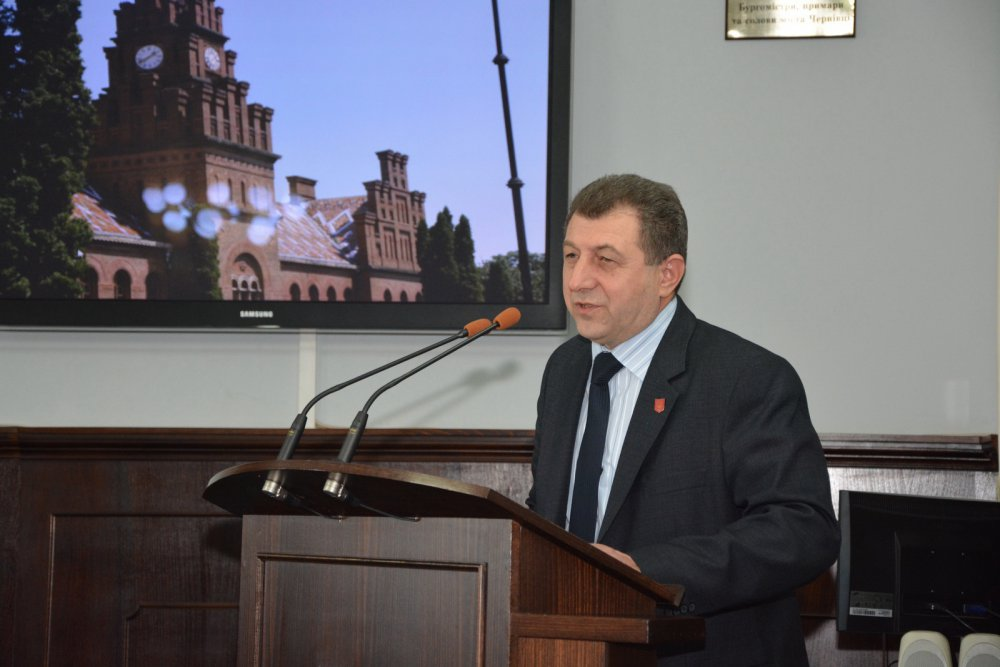 Бургомістри, примари
та голови міста Чернівці
SAMSUNG